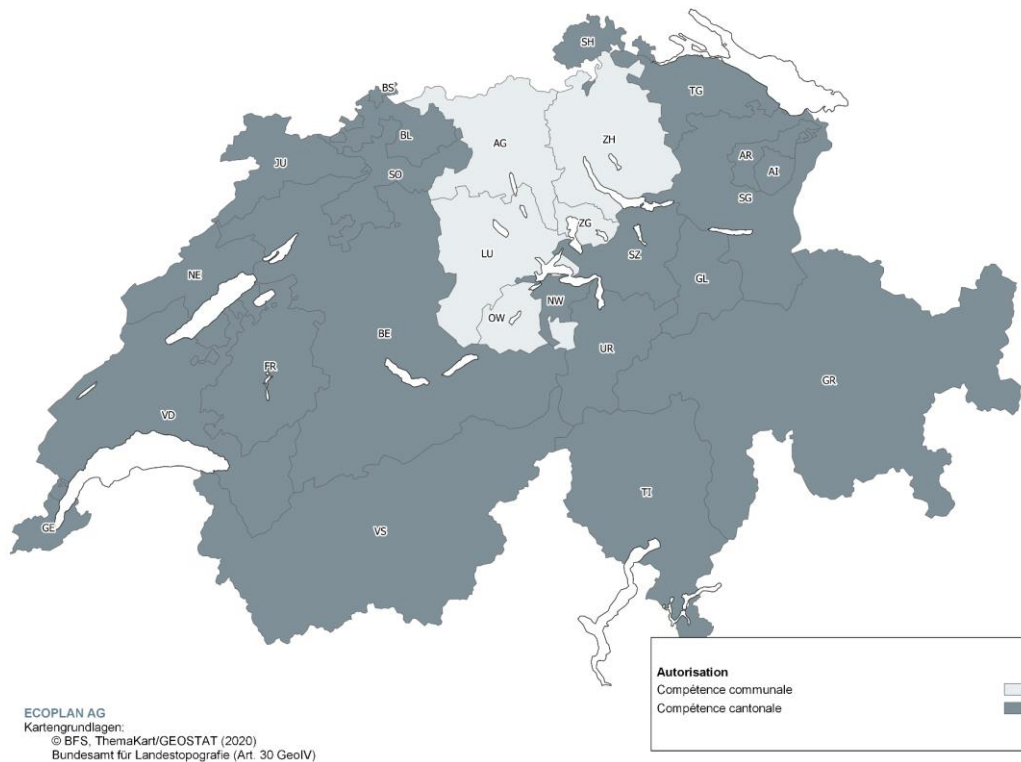 SH
BS
TG
BL
AG
ZH
JU
AR
AI
SO
SG
ZG
LU
SZ
NE
GL
NW
OW
BE
UR
FR
GR
VD
TI
GE
VS
Autorisation
Compétence communale
Compétence cantonale
ECOPLAN AG
Kartengrundlagen:
© BFS, ThemaKart/GEOSTAT (2020)
Bundesamt für Landestopografie (Art. 30 GeoIV)